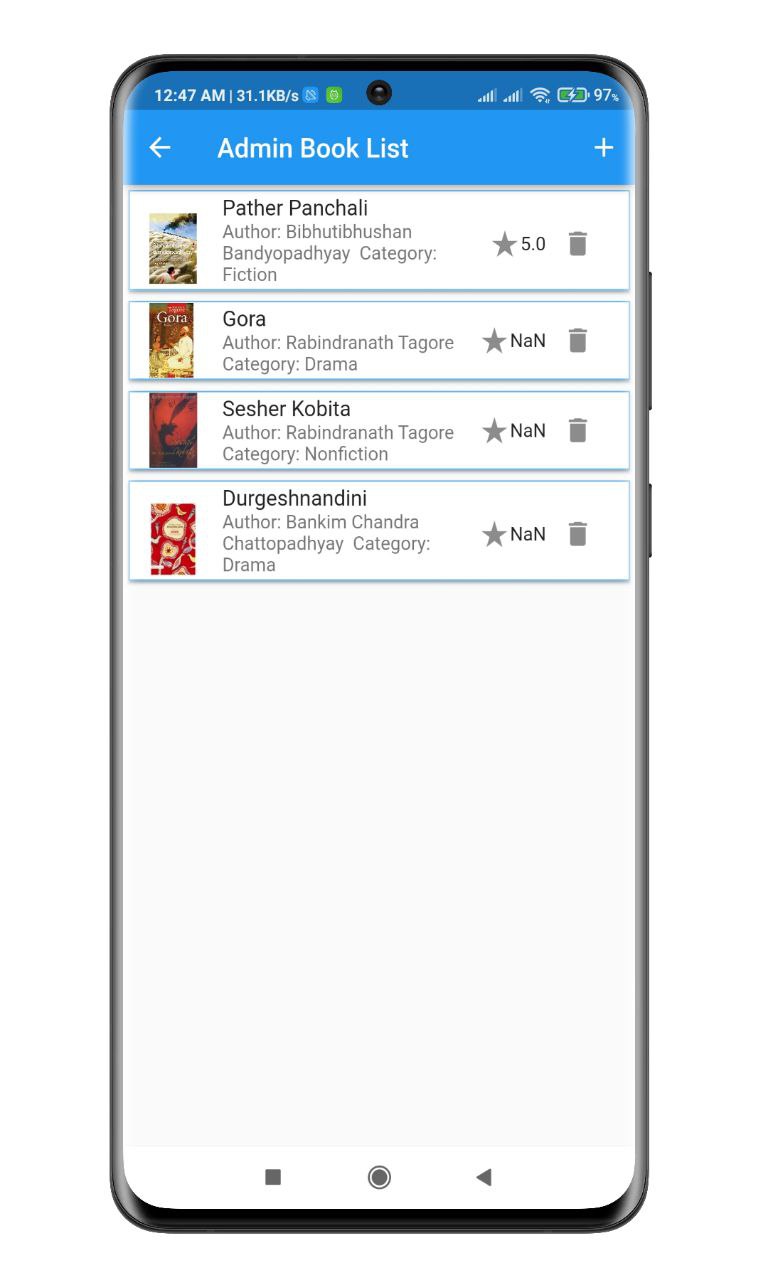 12:47 AM | 31.1KB/s 97%
Admin Book List
Pather Panchali
Author: Bibhutibhushan
Bandyopadhyay Category:
Fiction
5.0
Gora
Gora
Author: Rabindranath Tagore
Category: Drama
NaN
Sesher Kobita
Author: Rabindranath Tagore
Category: Nonfiction
NaN
Durgeshnandini
Author: Bankim Chandra
Chattopadhyay Category:
Drama
NaN